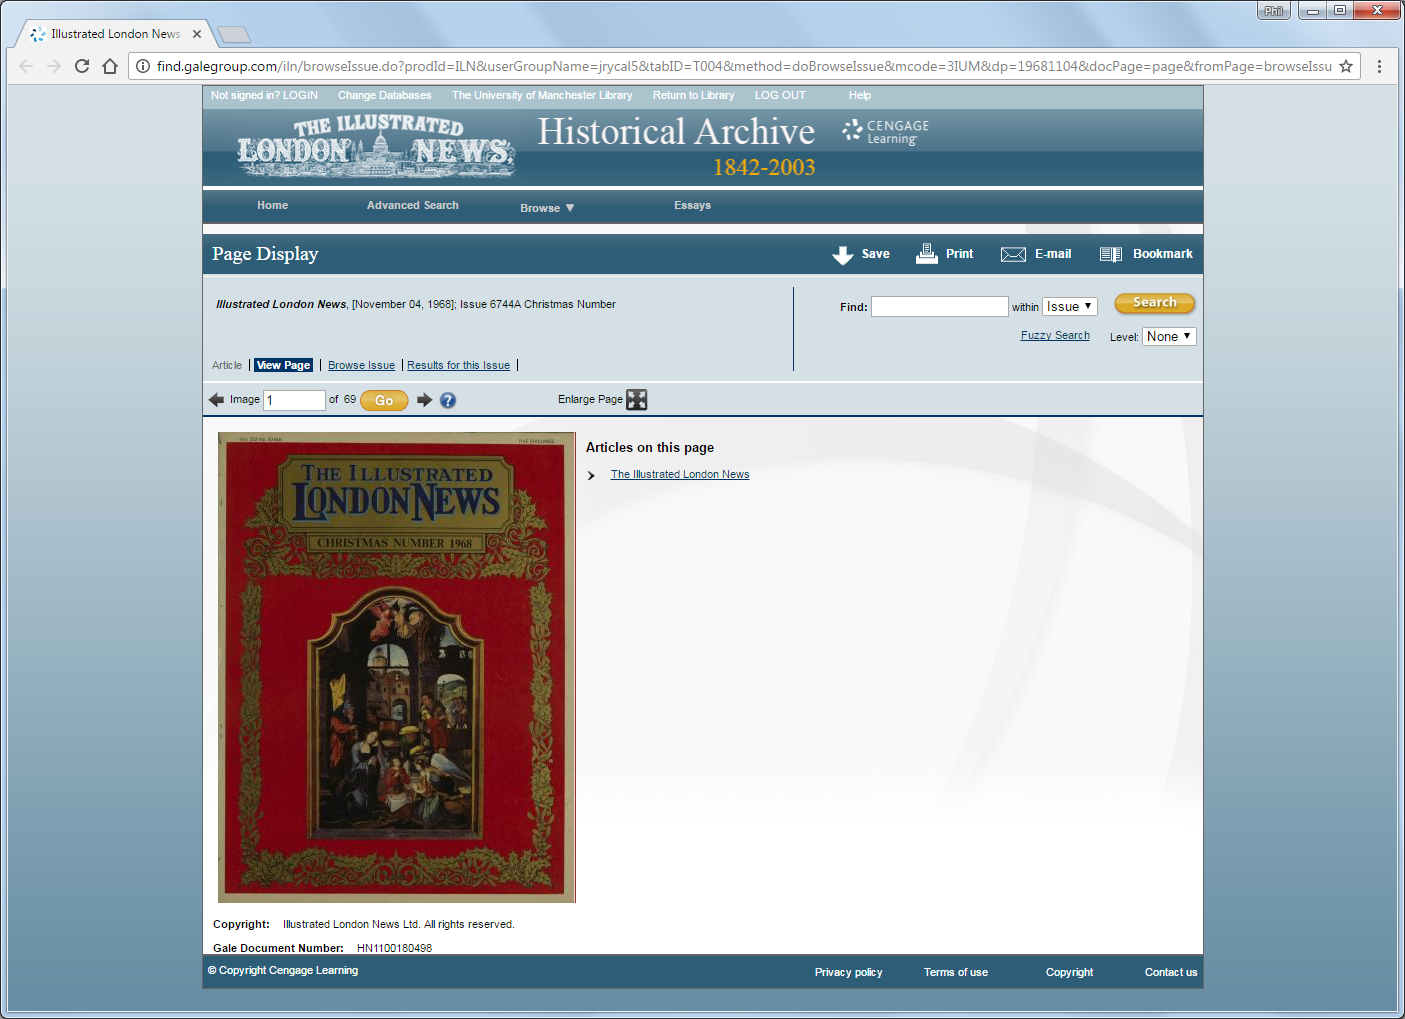 Phil
Illustrated London News
find.galegroup.com/iln/browseIssue.do?prodId=ILN&userGroupName=jrycal5&tabID=T004&method=doBrowseIssue&mcode=3IUM&dp=19681104&docPage=page&fromPage=browseIssu
Not signed in? LOGIN Change Databases The University of Manchester Library Return to Library LOG OUT Help
THE ILLUSTRATED
LONDON NEWS.
Historical Archive
1842-2003
CENGAGE
Learning
Home Advanced Search Browse ▼ Essays
Page Display
Save Print E-mail Bookmark
Illustrated London News, [November 04, 1968]; Issue 6744A Christmas Number
Find: within Issue ▼ Search
Fuzzy Search Level: None ▼
Article | View Page | Browse Issue | Results for this Issue |
Image 1 of 69 Go ? Enlarge Page
VOL 253 No. 6744A FIVE SHILLINGS
THE ILLUSTRATED
LONDON NEWS
CHRISTMAS NUMBER 1968
Articles on this page
The Illustrated London News
Copyright: Illustrated London News Ltd. All rights reserved.
Gale Document Number: HN1100180498
© Copyright Cengage Learning
Privacy policy Terms of use Copyright Contact us